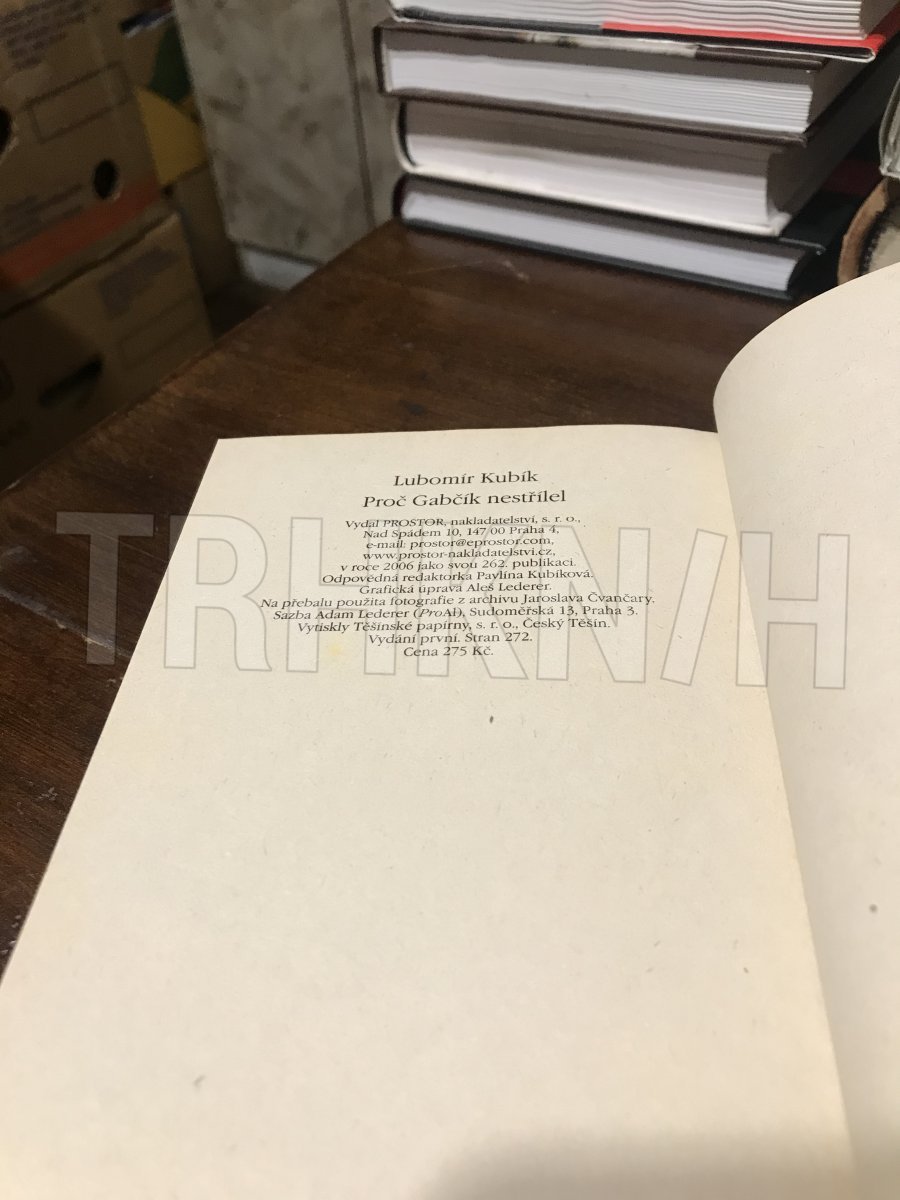 Lubomír Kubík
Proč Gabčík nestřílel
Vydal PROSTOR, nakladatelství, s. r. o.,
Nad Spádem 10, 147 00 Praha 4,
e-mail: prostor@eprostor.com,
www.prostor-nakladatelstvi.cz,
v roce 2006 jako svou 262. publikaci.
Odpovědná redaktorka Pavlína Kubíková.
Grafická úprava Aleš Lederer.
Na přebalu použita fotografie z archivu Jaroslava Čvančary.
Sazba Adam Lederer (ProAl), Sudoměřská 13, Praha 3.
Vytiskly Těšínské papírny, s. r. o., Český Těšín.
Vydání první. Stran 272.
Cena 275 Kč.
TRHKN/H